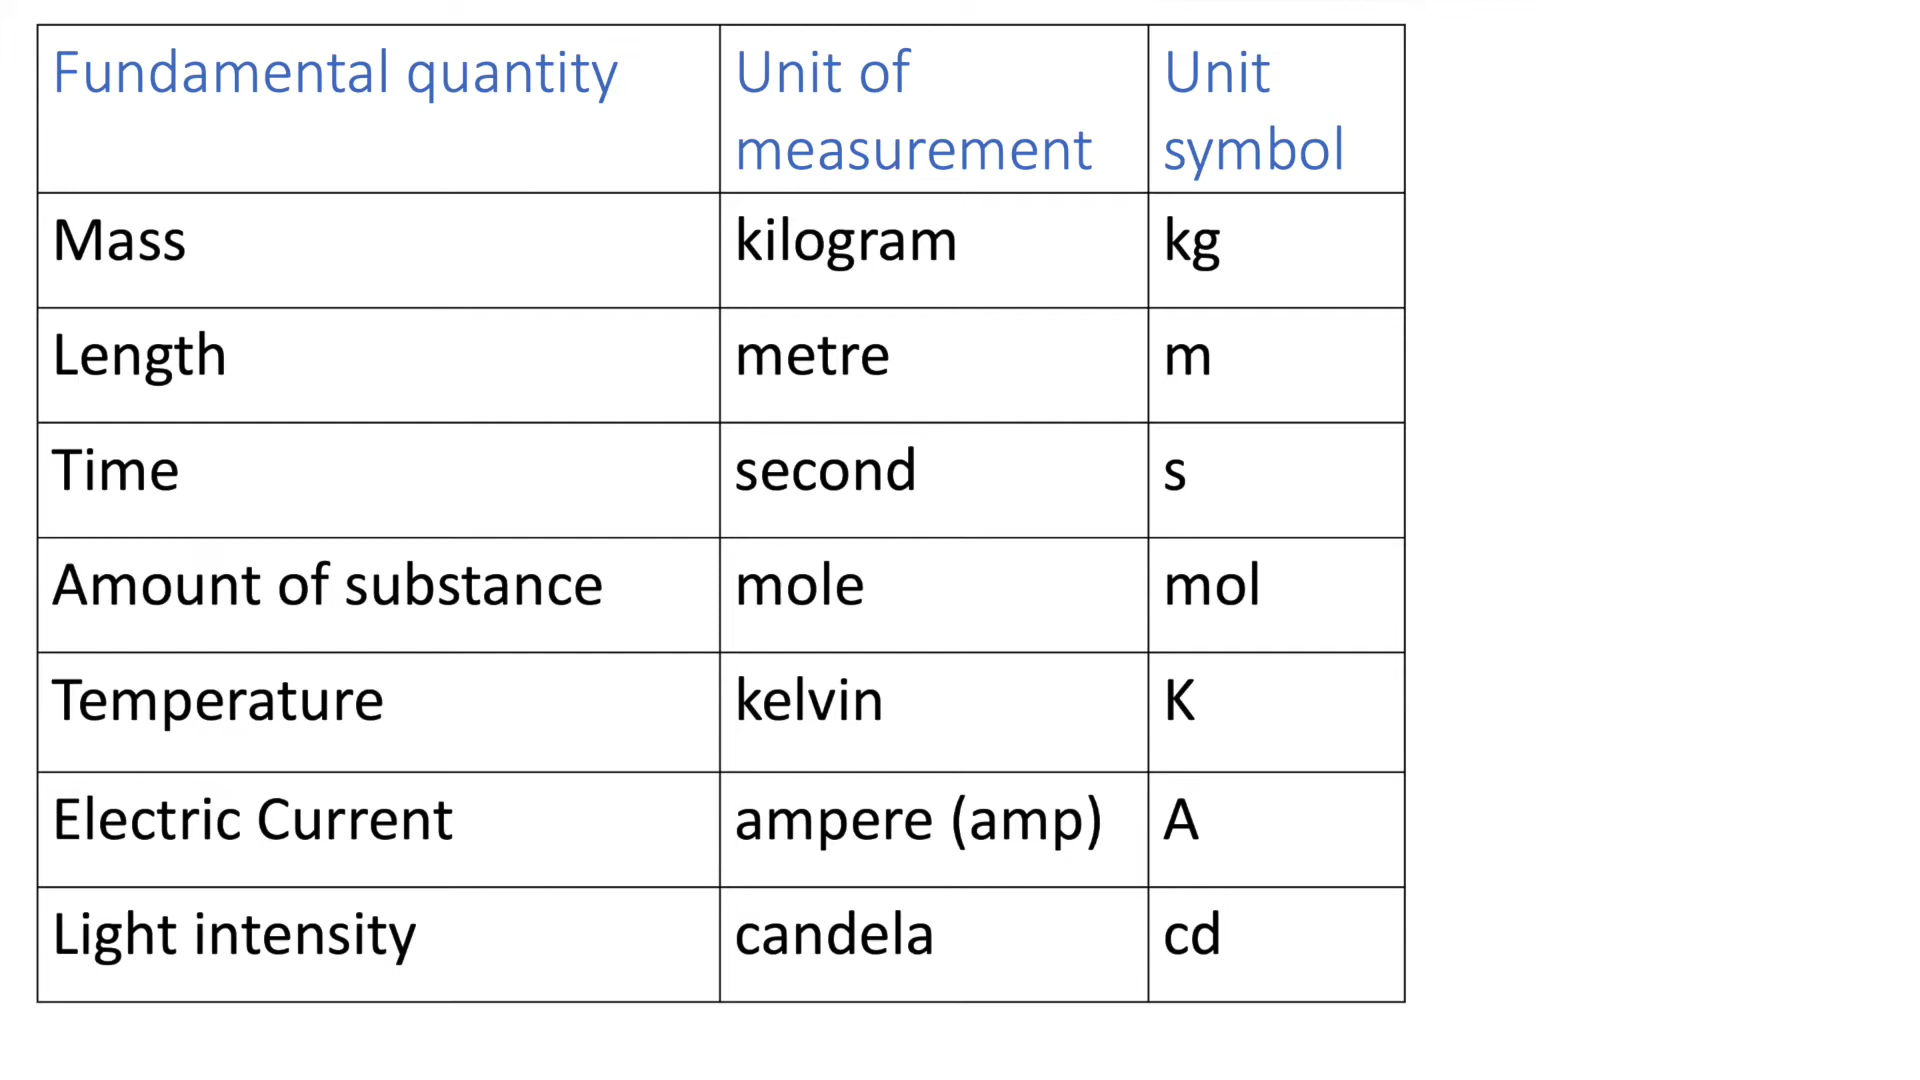 Fundamental quantity
Unit of
measurement
Unit
symbol
Mass
kilogram
kg
Length
metre
m
Time
second
s
Amount of substance
mole
mol
Temperature
kelvin
K
Electric Current
ampere (amp)
A
Light intensity
candela
cd